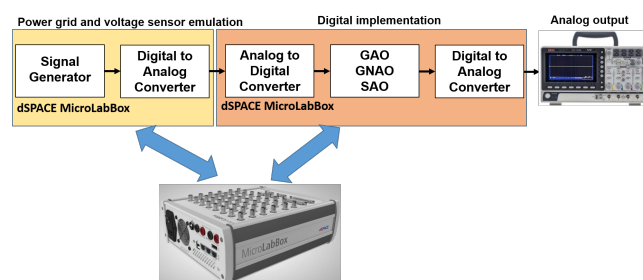 Power grid and voltage sensor emulation
Digital implementation
Analog output
Signal
Generator
Digital to
Analog
Converter
Analog to
Digital
Converter
GAO
GNAO
SAO
Digital to
Analog
Converter
dSPACE MicroLabBox
dSPACE MicroLabBox
MicroLabBox